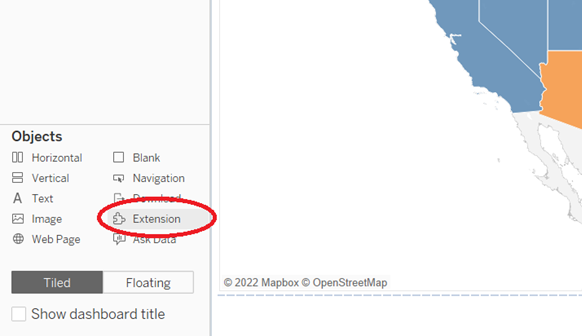 Objects
Horizontal
Blank
Vertical
Navigation
Text
Download
Image
Extension
Web Page
Ask Data
Tiled
Floating
Show dashboard title
© 2022 Mapbox © OpenStreetMap